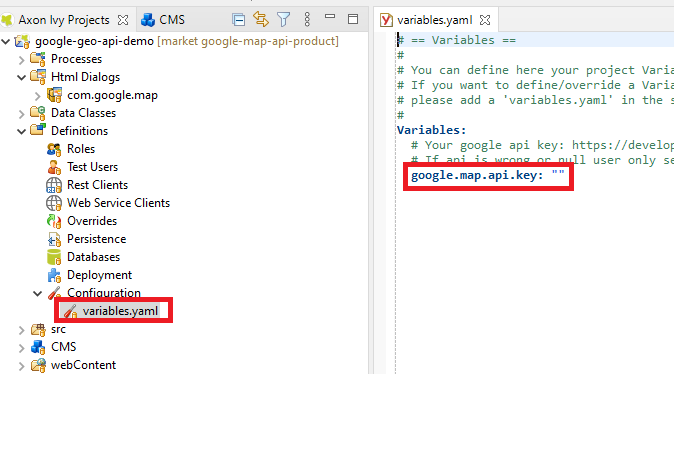 Axon Ivy Projects
CMS
google-geo-api-demo [market google-map-api-product]
Processes
Html Dialogs
com.google.map
Data Classes
Definitions
Roles
Test Users
Rest Clients
Web Service Clients
Overrides
Persistence
Databases
Deployment
Configuration
variables.yaml
src
CMS
webContent
variables.yaml
# == Variables ==
#
# You can define here your project Varia
# If you want to define/override a Varia
# please add a 'variables.yaml' in the s
#
Variables:
# Your google api key: https://develop
# If api is wrong or null user only se
google.map.api.key: ""